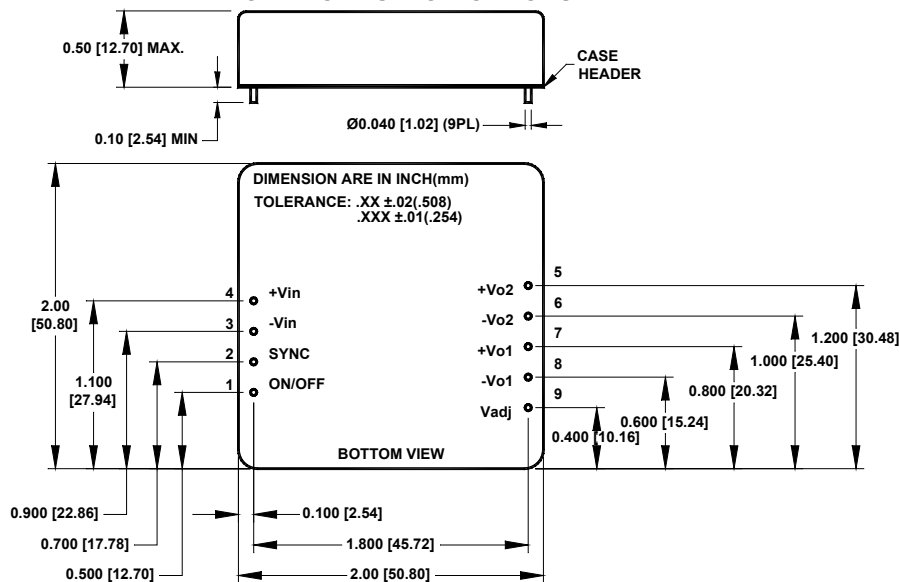 0.50 [12.70] MAX.
CASE
HEADER
Ø0.040 [1.02] (9PL)
0.10 [2.54] MIN
DIMENSION ARE IN INCH(mm)
TOLERANCE: .XX ±.02(.508)
.XXX ±.01(.254)
2.00
[50.80]
1.100
[27.94]
4 +Vin
3 -Vin
2 SYNC
1 ON/OFF
+Vo2 5
-Vo2 6
+Vo1 7
-Vo1 8
Vadj 9
1.200 [30.48]
1.000 [25.40]
0.800 [20.32]
0.600 [15.24]
0.400 [10.16]
BOTTOM VIEW
0.900 [22.86]
0.100 [2.54]
0.700 [17.78]
1.800 [45.72]
0.500 [12.70]
2.00 [50.80]